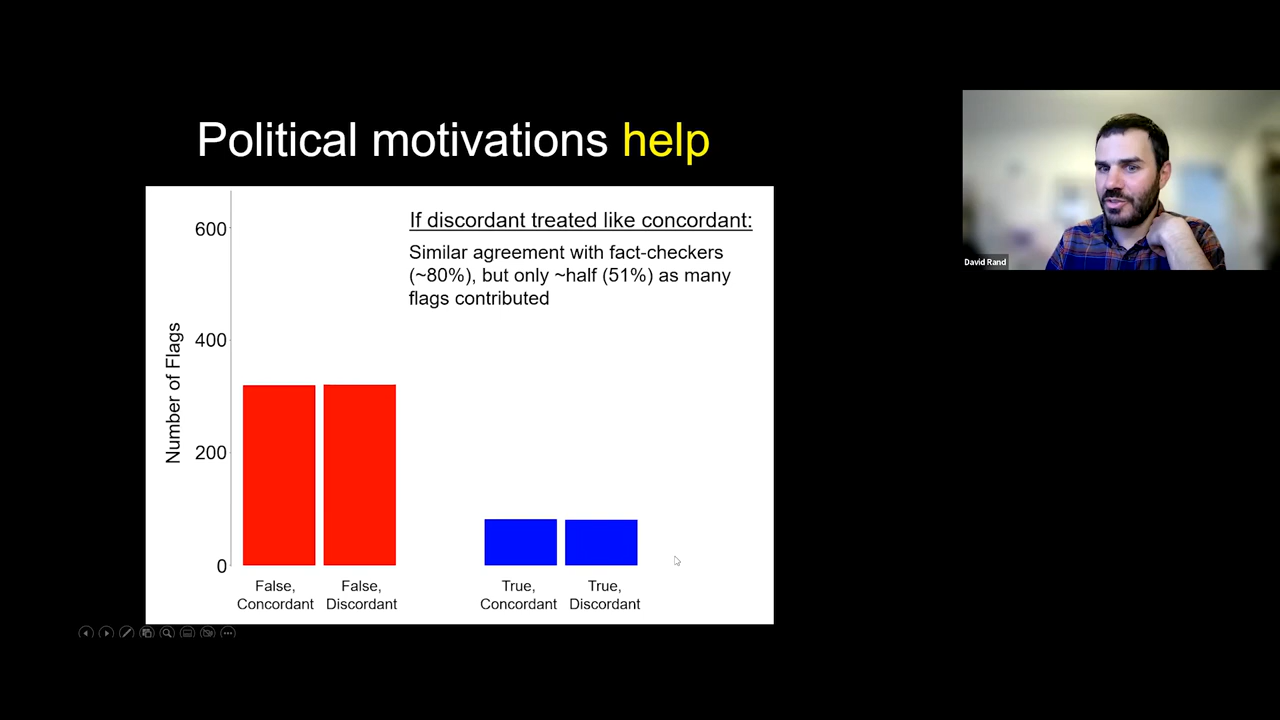 Political motivations help
If discordant treated like concordant:
Similar agreement with fact-checkers
(~80%), but only ~half (51%) as many
flags contributed
Number of Flags
600
400
200
0
False,
Concordant
False,
Discordant
True,
Concordant
True,
Discordant
David Rand